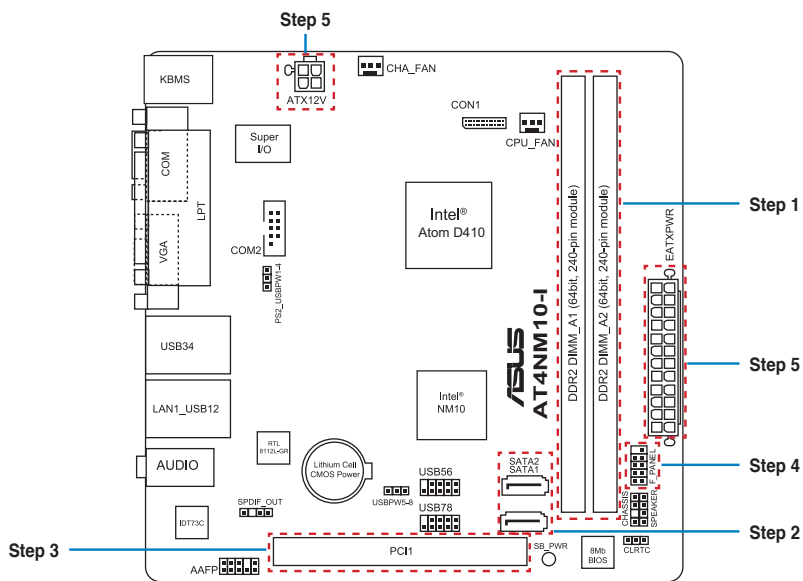 Step 5
KBMS
ATX12V
CHA_FAN
CON1
CPU_FAN
Super
I/O
COM
LPT
VGA
COM2
PS2_USBPW1-4
Intel®
Atom D410
DDR2 DIMM_A1 (64bit, 240-pin module)
DDR2 DIMM_A2 (64bit, 240-pin module)
Step 1
EATXPWR
ASUS
AT4NM10-I
USB34
Step 5
LAN1_USB12
Intel®
NM10
RTL
8112L-GR
Lithium Cell
CMOS Power
AUDIO
SATA2
SATA1
USB56
USBPW5-8
USB78
F_PANEL
Step 4
CHASSIS
SPEAKER
SPDIF_OUT
IDT73C
Step 2
Step 3
PCI1
SB_PWR
8Mb
BIOS
CLRTC
AAFP